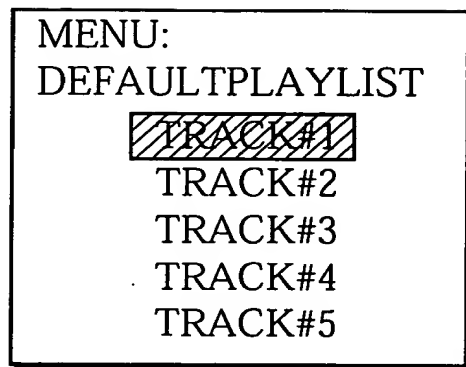 MENU:
DEFAULTPLAYLIST
TRACK#1
TRACK#2
TRACK#3
TRACK#4
TRACK#5